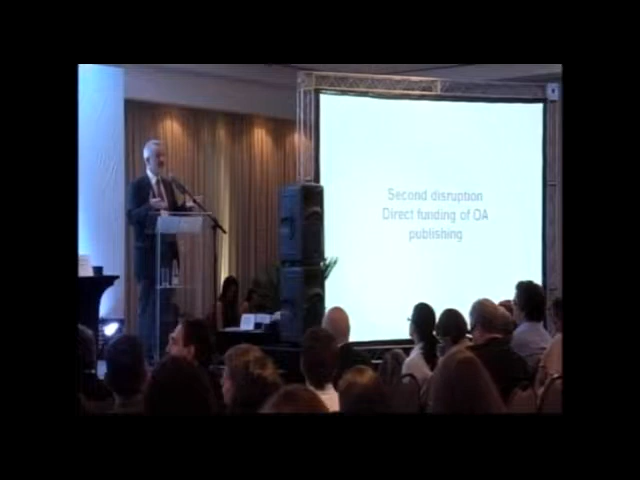 Second disruption
Direct funding of OA
publishing